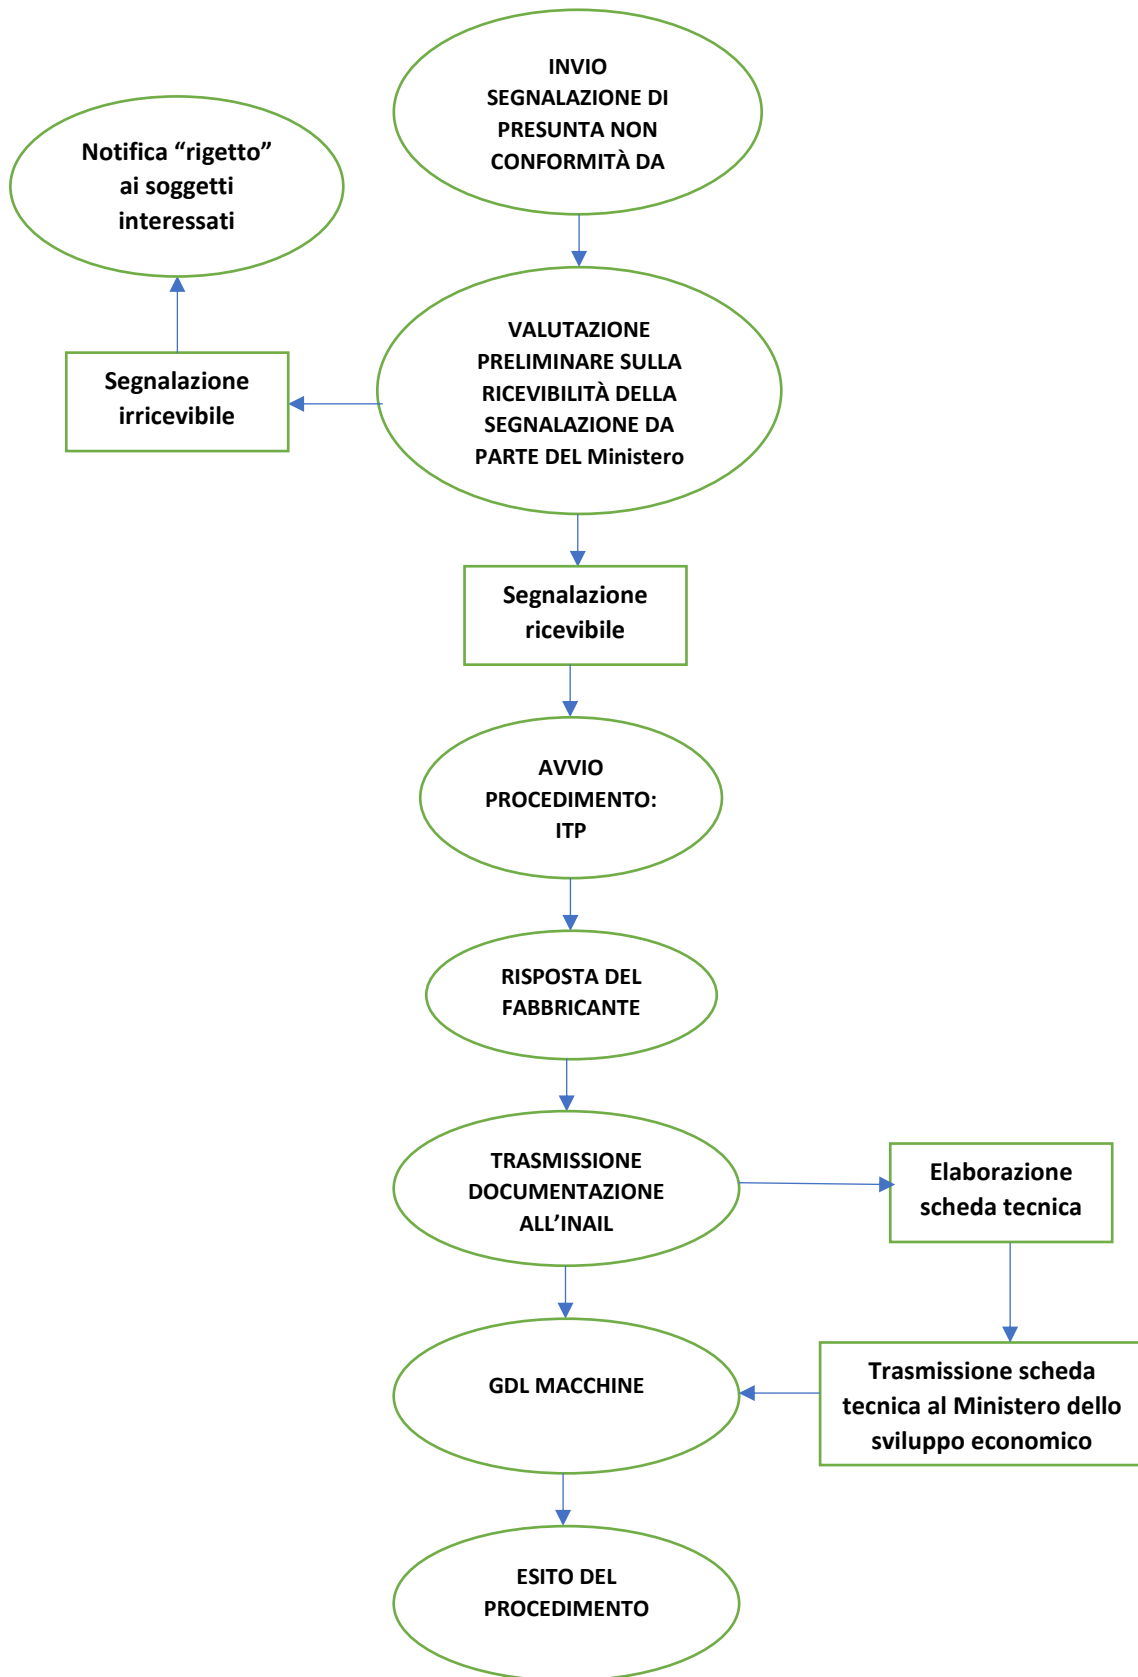 INVIO
SEGNALAZIONE DI
PRESUNTA NON
CONFORMITÀ DA
Notifica “rigetto”
ai soggetti
interessati
VALUTAZIONE
PRELIMINARE SULLA
RICEVIBILITÀ DELLA
SEGNALAZIONE DA
PARTE DEL Ministero
Segnalazione
irricevibile
Segnalazione
ricevibile
AVVIO
PROCEDIMENTO:
ITP
RISPOSTA DEL
FABBRICANTE
TRASMISSIONE
DOCUMENTAZIONE
ALL’INAIL
Elaborazione
scheda tecnica
GDL MACCHINE
Trasmissione scheda
tecnica al Ministero dello
sviluppo economico
ESITO DEL
PROCEDIMENTO